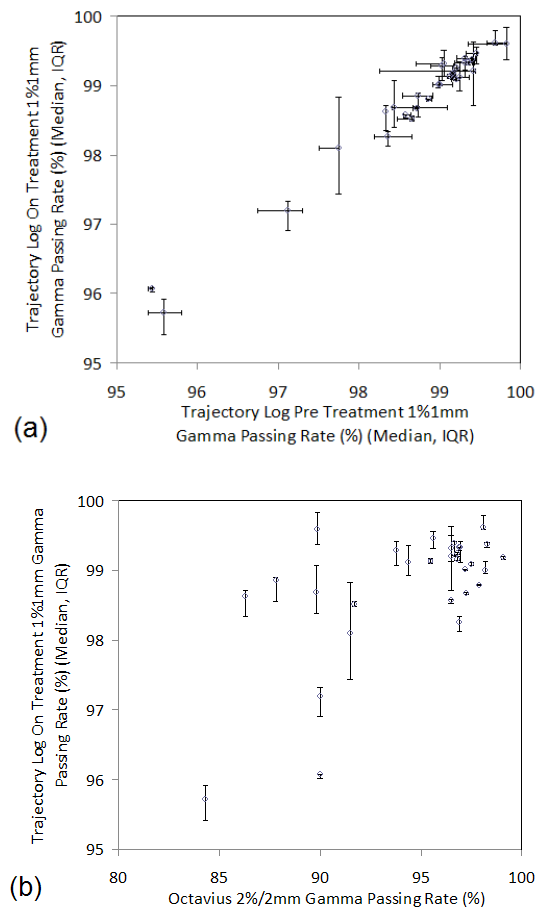 Trajectory Log On Treatment 1%1mm
Gamma Passing Rate (%) (Median, IQR)
100
99
98
97
96
95
95 96 97 98 99 100
Trajectory Log Pre Treatment 1%1mm
(a)
Gamma Passing Rate (%) (Median, IQR)
Trajectory Log On Treatment 1%1mm Gamma
Passing Rate (%) (Median, IQR)
100
99
98
97
96
95
80 85 90 95 100
(b)
Octavius 2%/2mm Gamma Passing Rate (%)